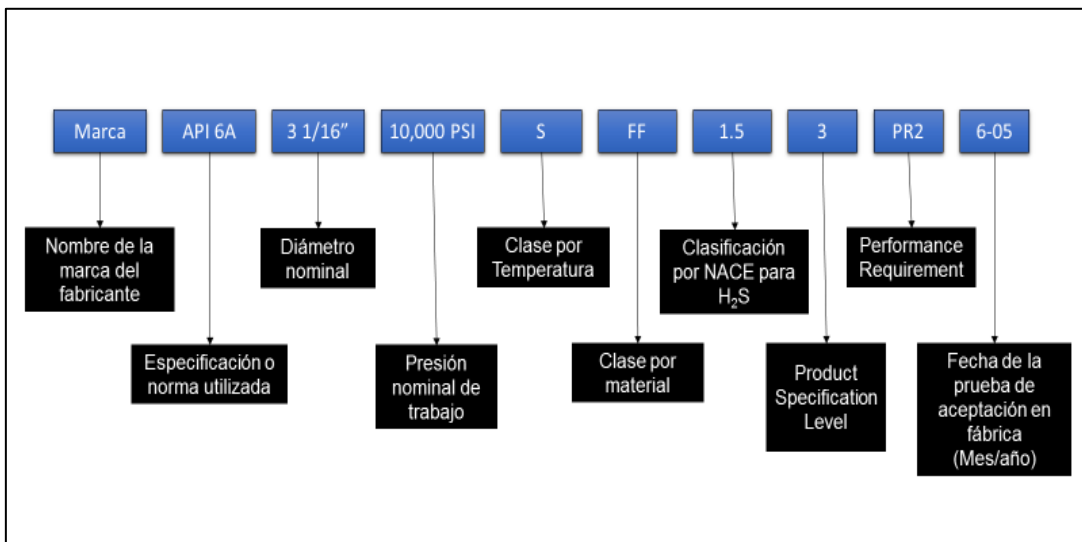 Marca
API 6A
3 1/16”
10,000 PSI
S
FF
1.5
3
PR2
6-05
Nombre de la
marca del
fabricante
Diámetro
nominal
Clase por
Temperatura
Clasificación
por NACE para
H₂S
Performance
Requirement
Especificación o
norma utilizada
Presión
nominal de
trabajo
Clase por
material
Product
Specification
Level
Fecha de la
prueba de
aceptación en
fábrica
(Mes/año)